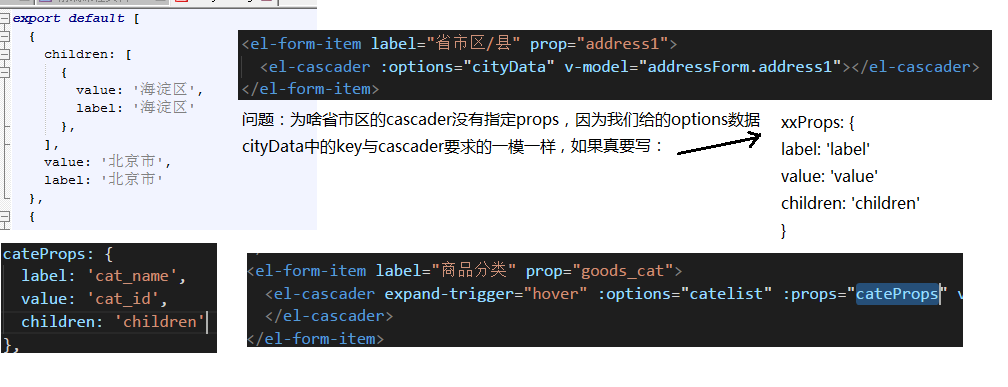 export default [
{
children: [
{
value: '海淀区',
label: '海淀区'
},
],
value: '北京市',
label: '北京市'
},
{
<el-form-item label="省市区/县" prop="address1">
<el-cascader :options="cityData" v-model="addressForm.address1"></el-cascader>
</el-form-item>
问题：为啥省市区的cascader没有指定props，因为我们给的options数据
cityData中的key与cascader要求的一模一样，如果真要写：
xxProps: {
label: 'label'
value: 'value'
children: 'children'
}
cateProps: {
label: 'cat_name',
value: 'cat_id',
children: 'children'
},
<el-form-item label="商品分类" prop="goods_cat">
<el-cascader expand-trigger="hover" :options="catelist" :props="cateProps" v
</el-cascader>
</el-form-item>